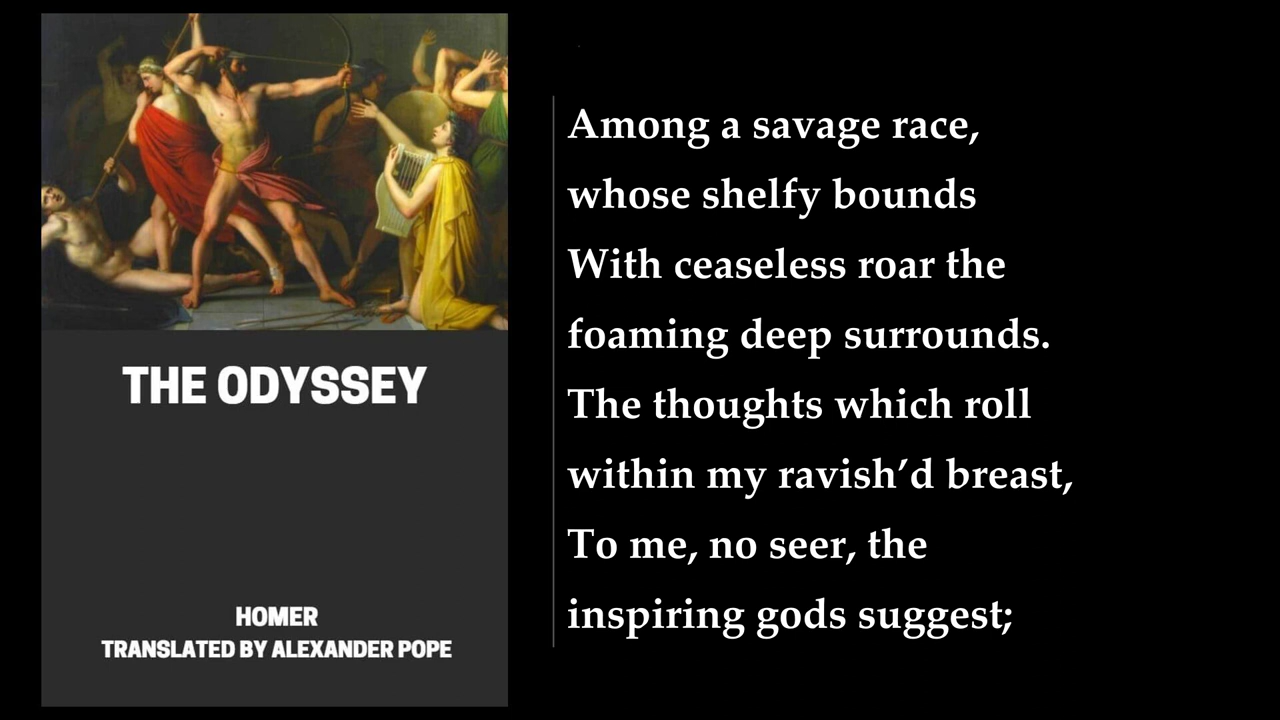 THE ODYSSEY
HOMER
TRANSLATED BY ALEXANDER POPE
Among a savage race,
whose shelfy bounds
With ceaseless roar the
foaming deep surrounds.
The thoughts which roll
within my ravish’d breast,
To me, no seer, the
inspiring gods suggest;